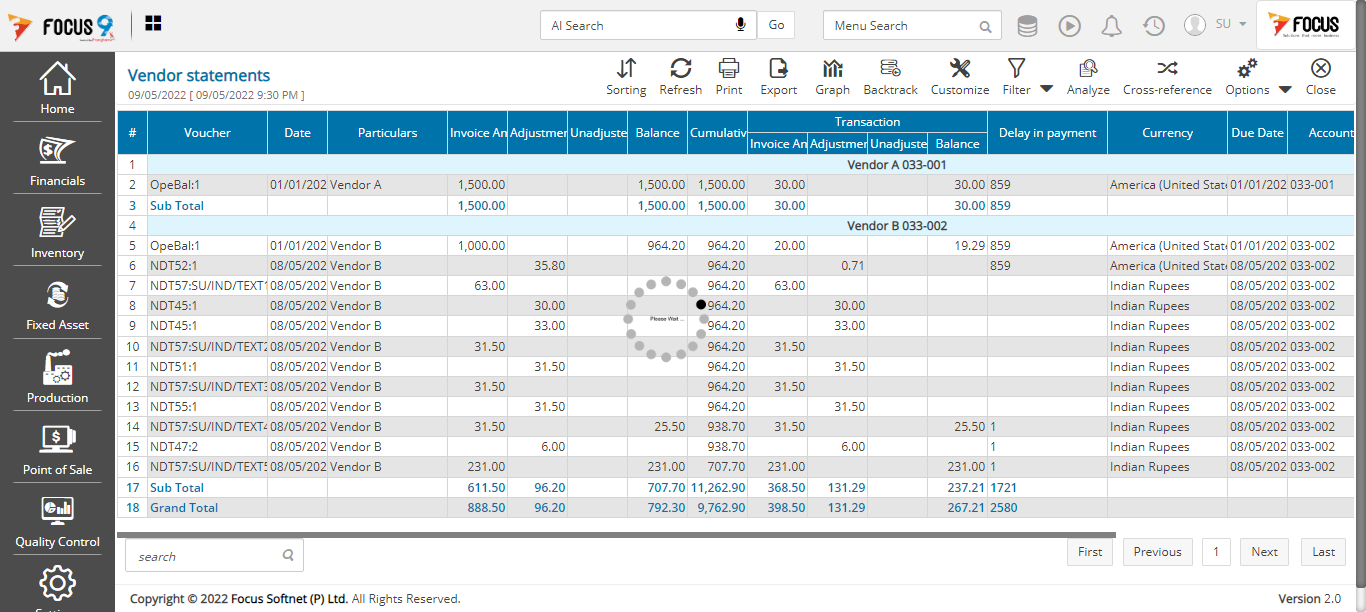 FOCUS 9
AI Search
Go
Menu Search
SU
FOCUS
Home
Financials
Inventory
Fixed Asset
Production
Point of Sale
Quality Control
Vendor statements
09/05/2022 [ 09/05/2022 9:30 PM ]
Sorting Refresh Print Export Graph Backtrack Customize Filter Analyze Cross-reference Options Close
# Voucher Date Particulars Invoice Am Adjustmen Unadjuste Balance Cumulativ Transaction Delay in payment Currency Due Date Account
Invoice Am Adjustmen Unadjuste Balance
1 Vendor A 033-001
2 OpeBal:1 01/01/202 Vendor A 1,500.00 1,500.00 1,500.00 30.00 30.00 859 America (United State 01/01/202 033-001
3 Sub Total 1,500.00 1,500.00 1,500.00 30.00 30.00 859
4 Vendor B 033-002
5 OpeBal:1 01/01/202 Vendor B 1,000.00 964.20 964.20 20.00 19.29 859 America (United State 01/01/202 033-002
6 NDT52:1 08/05/202 Vendor B 35.80 964.20 0.71 859 America (United State 08/05/202 033-002
7 NDT57:SU/IND/TEXT1 08/05/202 Vendor B 63.00 964.20 63.00 Indian Rupees 08/05/202 033-002
8 NDT45:1 08/05/202 Vendor B 30.00 964.20 30.00 Indian Rupees 08/05/202 033-002
9 NDT45:1 08/05/202 Vendor B 33.00 964.20 33.00 Indian Rupees 08/05/202 033-002
10 NDT57:SU/IND/TEXT2 08/05/202 Vendor B 31.50 964.20 31.50 Indian Rupees 08/05/202 033-002
11 NDT51:1 08/05/202 Vendor B 31.50 964.20 31.50 Indian Rupees 08/05/202 033-002
12 NDT57:SU/IND/TEXT3 08/05/202 Vendor B 31.50 964.20 31.50 Indian Rupees 08/05/202 033-002
13 NDT55:1 08/05/202 Vendor B 31.50 964.20 31.50 Indian Rupees 08/05/202 033-002
14 NDT57:SU/IND/TEXT4 08/05/202 Vendor B 31.50 25.50 938.70 31.50 25.50 1 Indian Rupees 08/05/202 033-002
15 NDT47:2 08/05/202 Vendor B 6.00 938.70 6.00 1 Indian Rupees 08/05/202 033-002
16 NDT57:SU/IND/TEXT5 08/05/202 Vendor B 231.00 231.00 707.70 231.00 231.00 1 Indian Rupees 08/05/202 033-002
17 Sub Total 611.50 96.20 707.70 11,262.90 368.50 131.29 237.21 1721
18 Grand Total 888.50 96.20 792.30 9,762.90 398.50 131.29 267.21 2580
Please Wait ...
search
First Previous 1 Next Last
Copyright © 2022 Focus Softnet (P) Ltd. All Rights Reserved.
Version 2.0